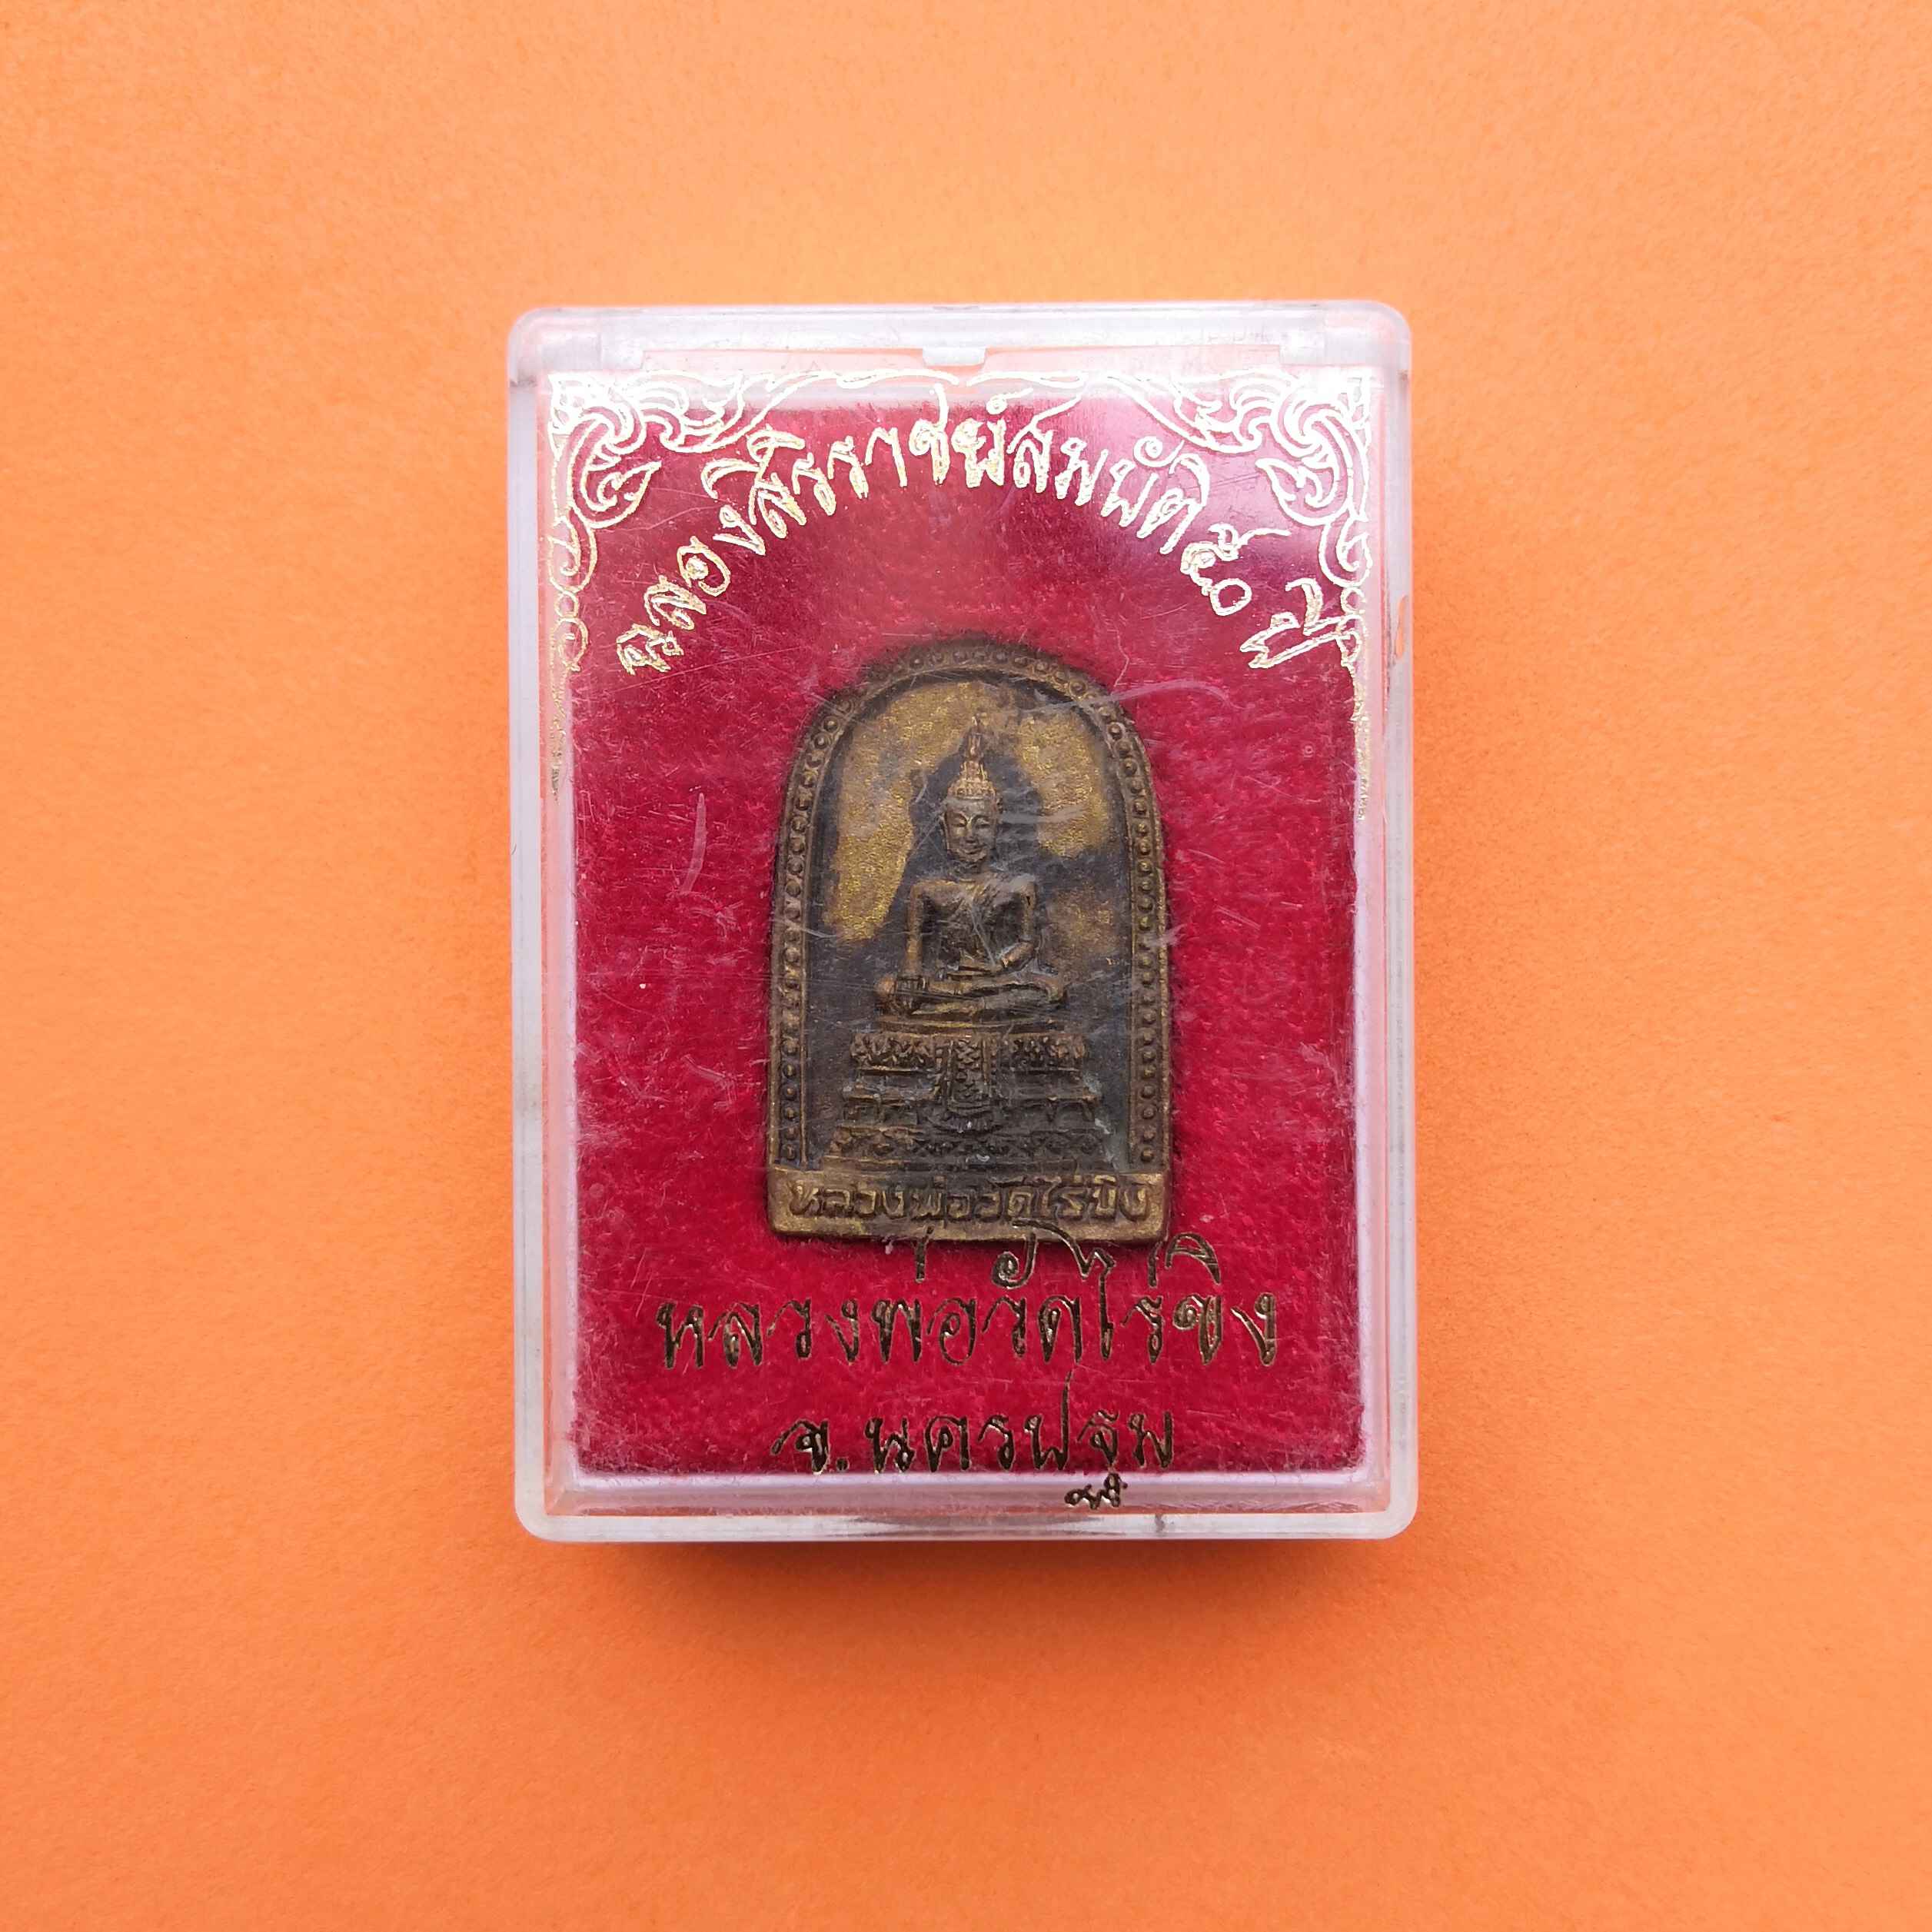 ฉลองสิริราชย์สมบัติ ๕๐ ปี
หลวงพ่อวัดไร่ขิง
หลวงพ่อวัดไร่ขิง
จ.นครปฐม